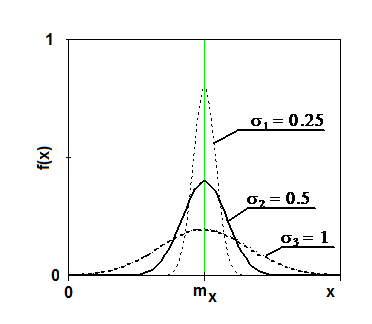 1
σ₁ = 0.25
f(x)
σ₂ = 0.5
σ₃ = 1
0
0
mₓ
x